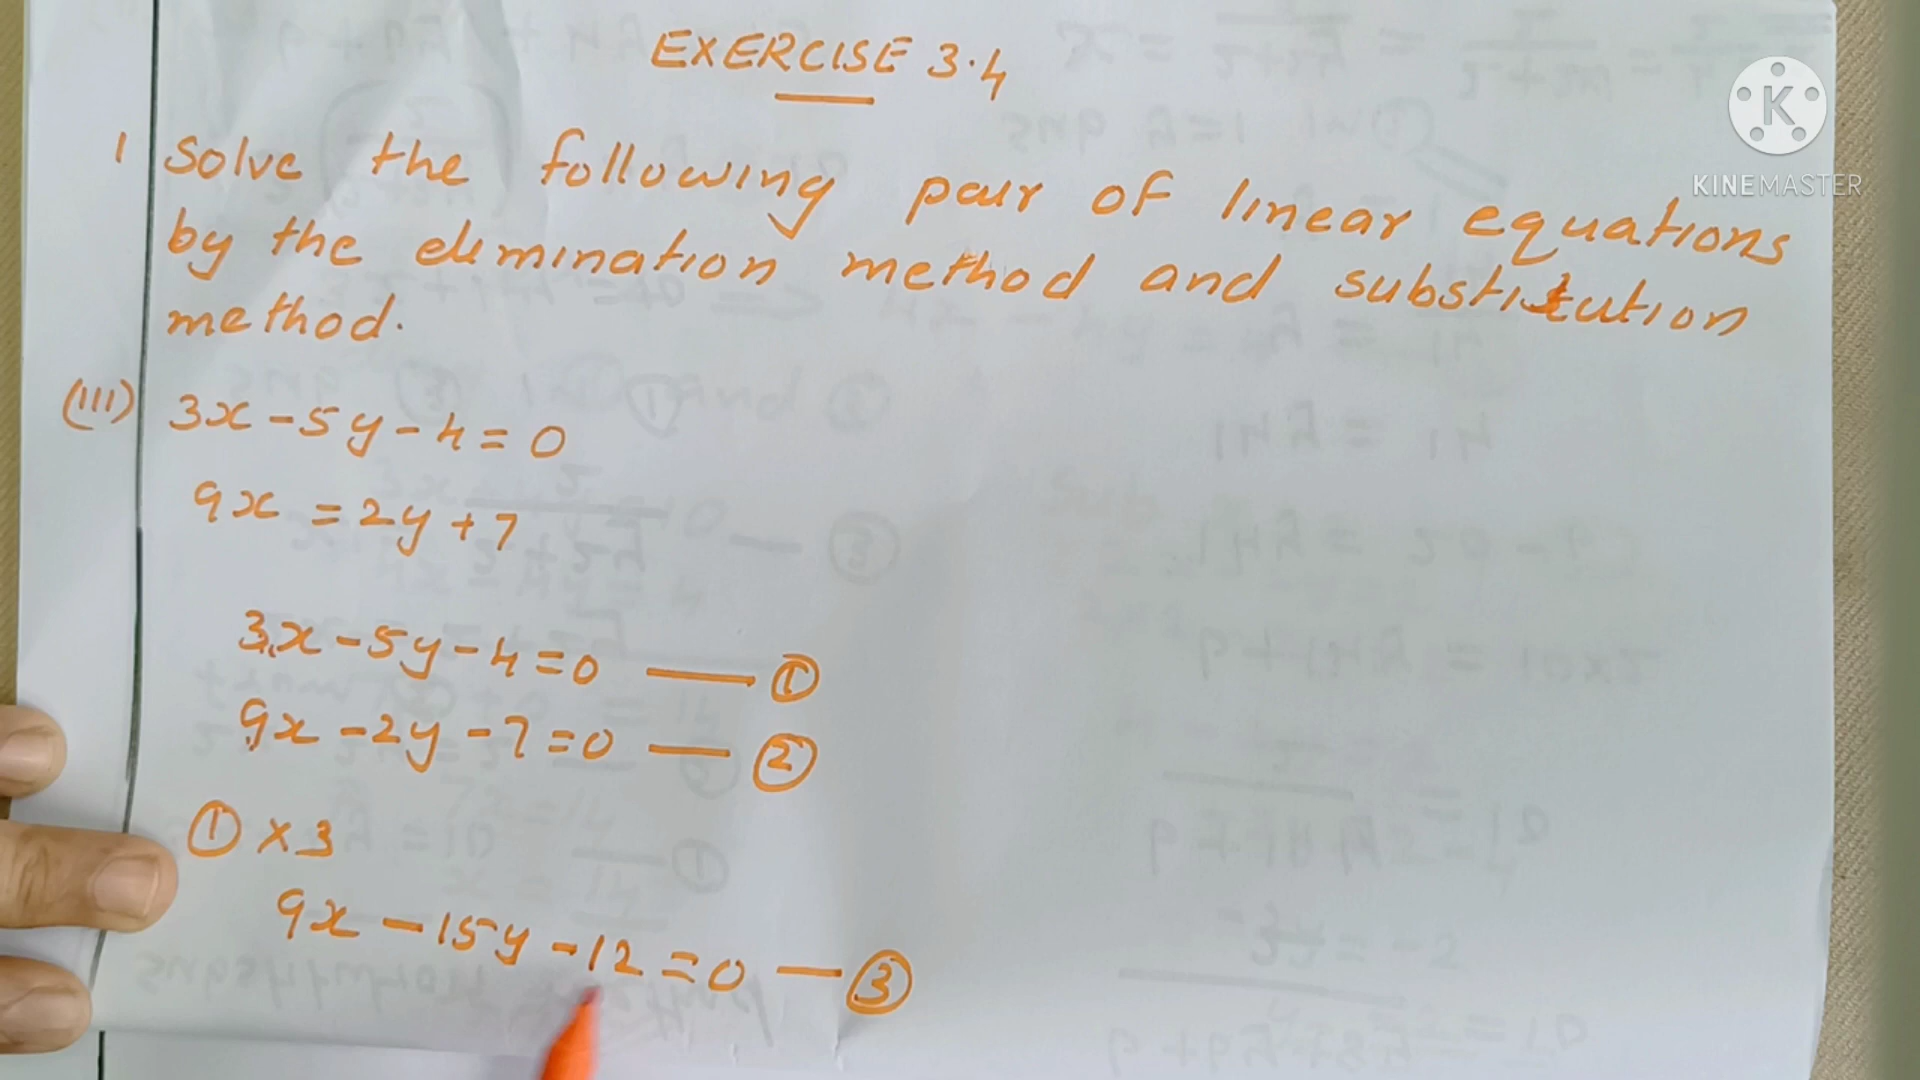 EXERCISE 3.4
KINEMASTER
1 Solve the following pair of linear equations
by the elimination method and substitution
method.
(III) 3x - 5y - 4 = 0
9x = 2y + 7
3x - 5y - 4 = 0 — ①
9x - 2y - 7 = 0 — ②
① × 3
9x - 15y - 12 = 0 — ③